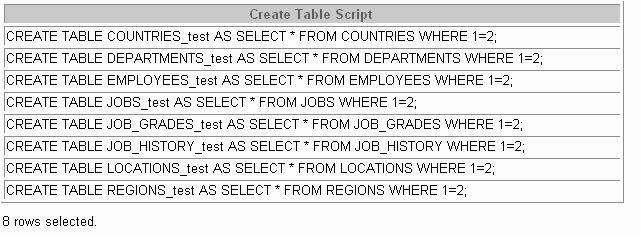 Create Table Script
CREATE TABLE COUNTRIES_test AS SELECT * FROM COUNTRIES WHERE 1=2;
CREATE TABLE DEPARTMENTS_test AS SELECT * FROM DEPARTMENTS WHERE 1=2;
CREATE TABLE EMPLOYEES_test AS SELECT * FROM EMPLOYEES WHERE 1=2;
CREATE TABLE JOBS_test AS SELECT * FROM JOBS WHERE 1=2;
CREATE TABLE JOB_GRADES_test AS SELECT * FROM JOB_GRADES WHERE 1=2;
CREATE TABLE JOB_HISTORY_test AS SELECT * FROM JOB_HISTORY WHERE 1=2;
CREATE TABLE LOCATIONS_test AS SELECT * FROM LOCATIONS WHERE 1=2;
CREATE TABLE REGIONS_test AS SELECT * FROM REGIONS WHERE 1=2;
8 rows selected.